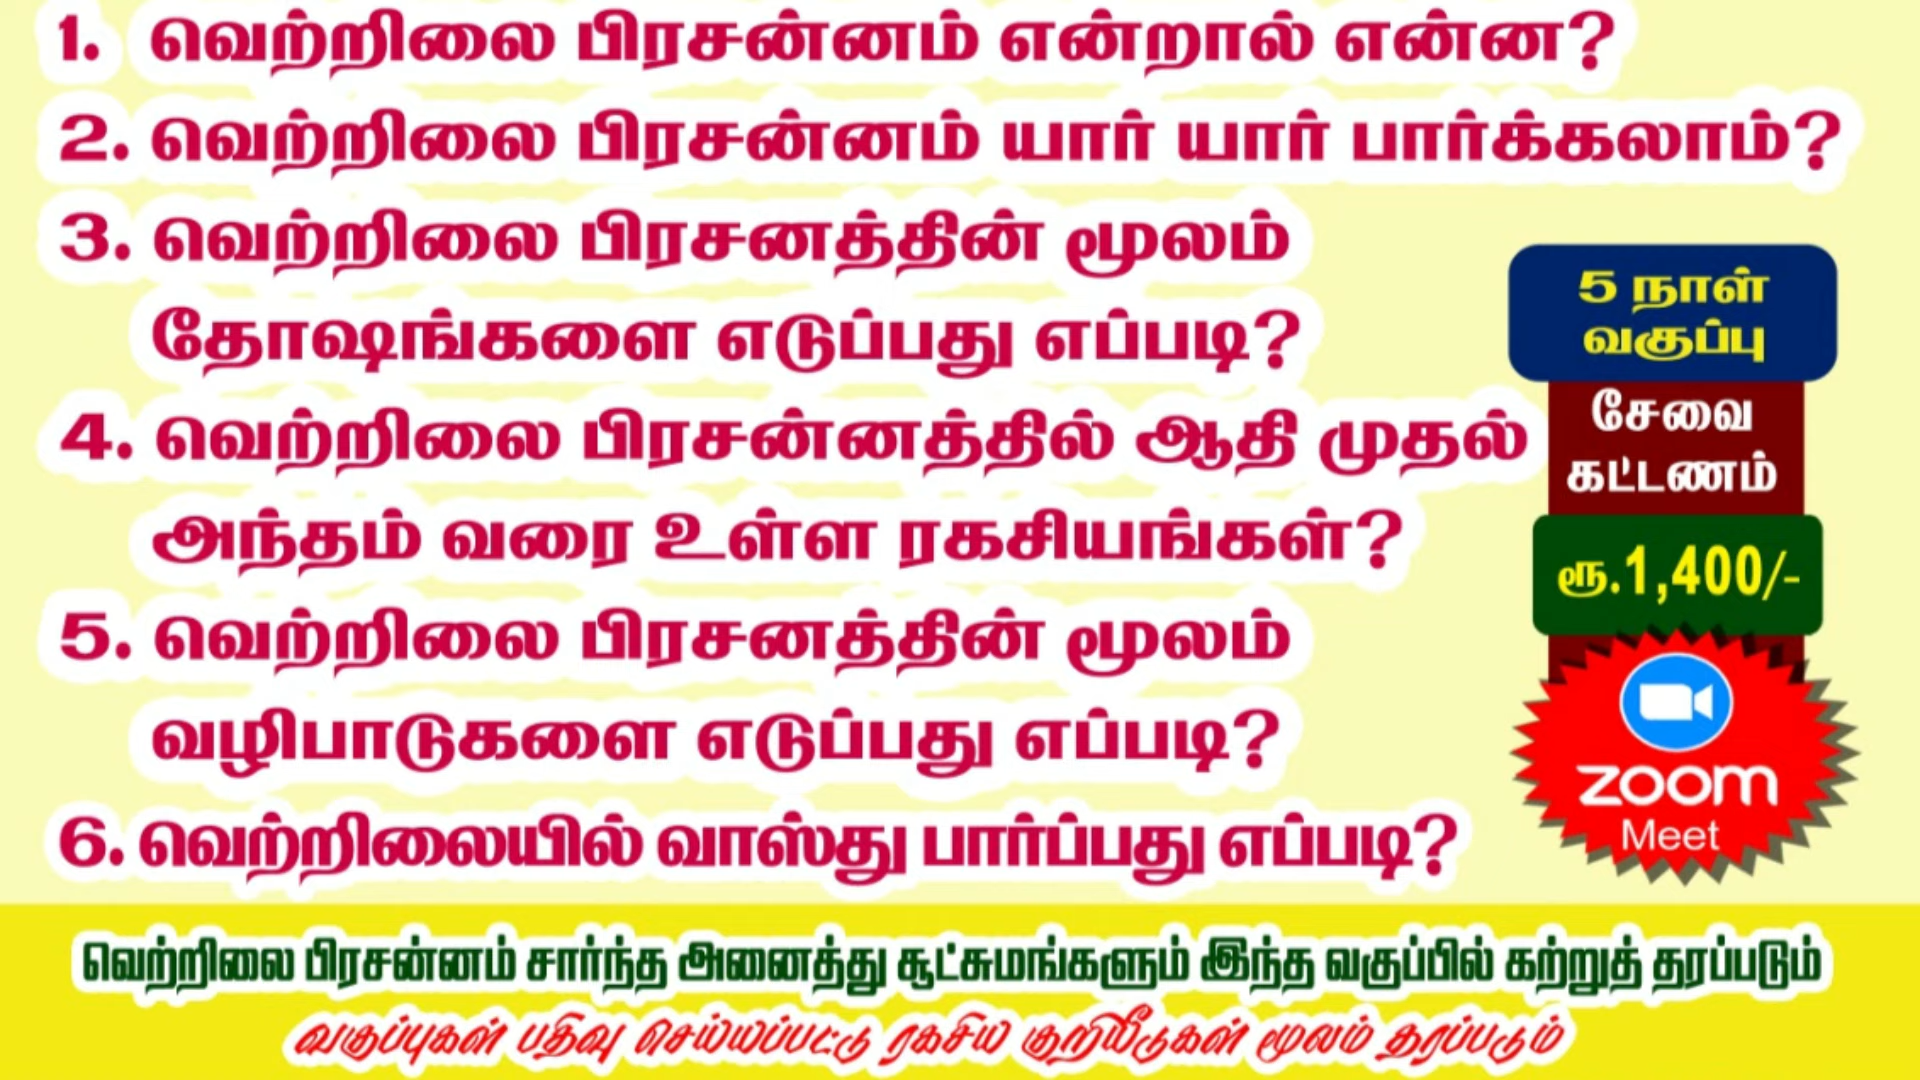 1. வெற்றிலை பிரசன்னம் என்றால் என்ன?
2. வெற்றிலை பிரசன்னம் யார் யார் பார்க்கலாம்?
3. வெற்றிலை பிரசனத்தின் மூலம்
தோஷங்களை எடுப்பது எப்படி?
4. வெற்றிலை பிரசன்னத்தில் ஆதி முதல்
அந்தம் வரை உள்ள ரகசியங்கள்?
5. வெற்றிலை பிரசனத்தின் மூலம்
வழிபாடுகளை எடுப்பது எப்படி?
6. வெற்றிலையில் வாஸ்து பார்ப்பது எப்படி?
5 நாள்
வகுப்பு
சேவை
கட்டணம்
ரூ.1,400/-
zoom
Meet
வெற்றிலை பிரசன்னம் சார்ந்த அனைத்து சூட்சுமங்களும் இந்த வகுப்பில் கற்றுத் தரப்படும்
வகுப்புகள் பதிவு செய்யப்பட்டு ரகசிய குறியீடுகள் மூலம் தரப்படும்